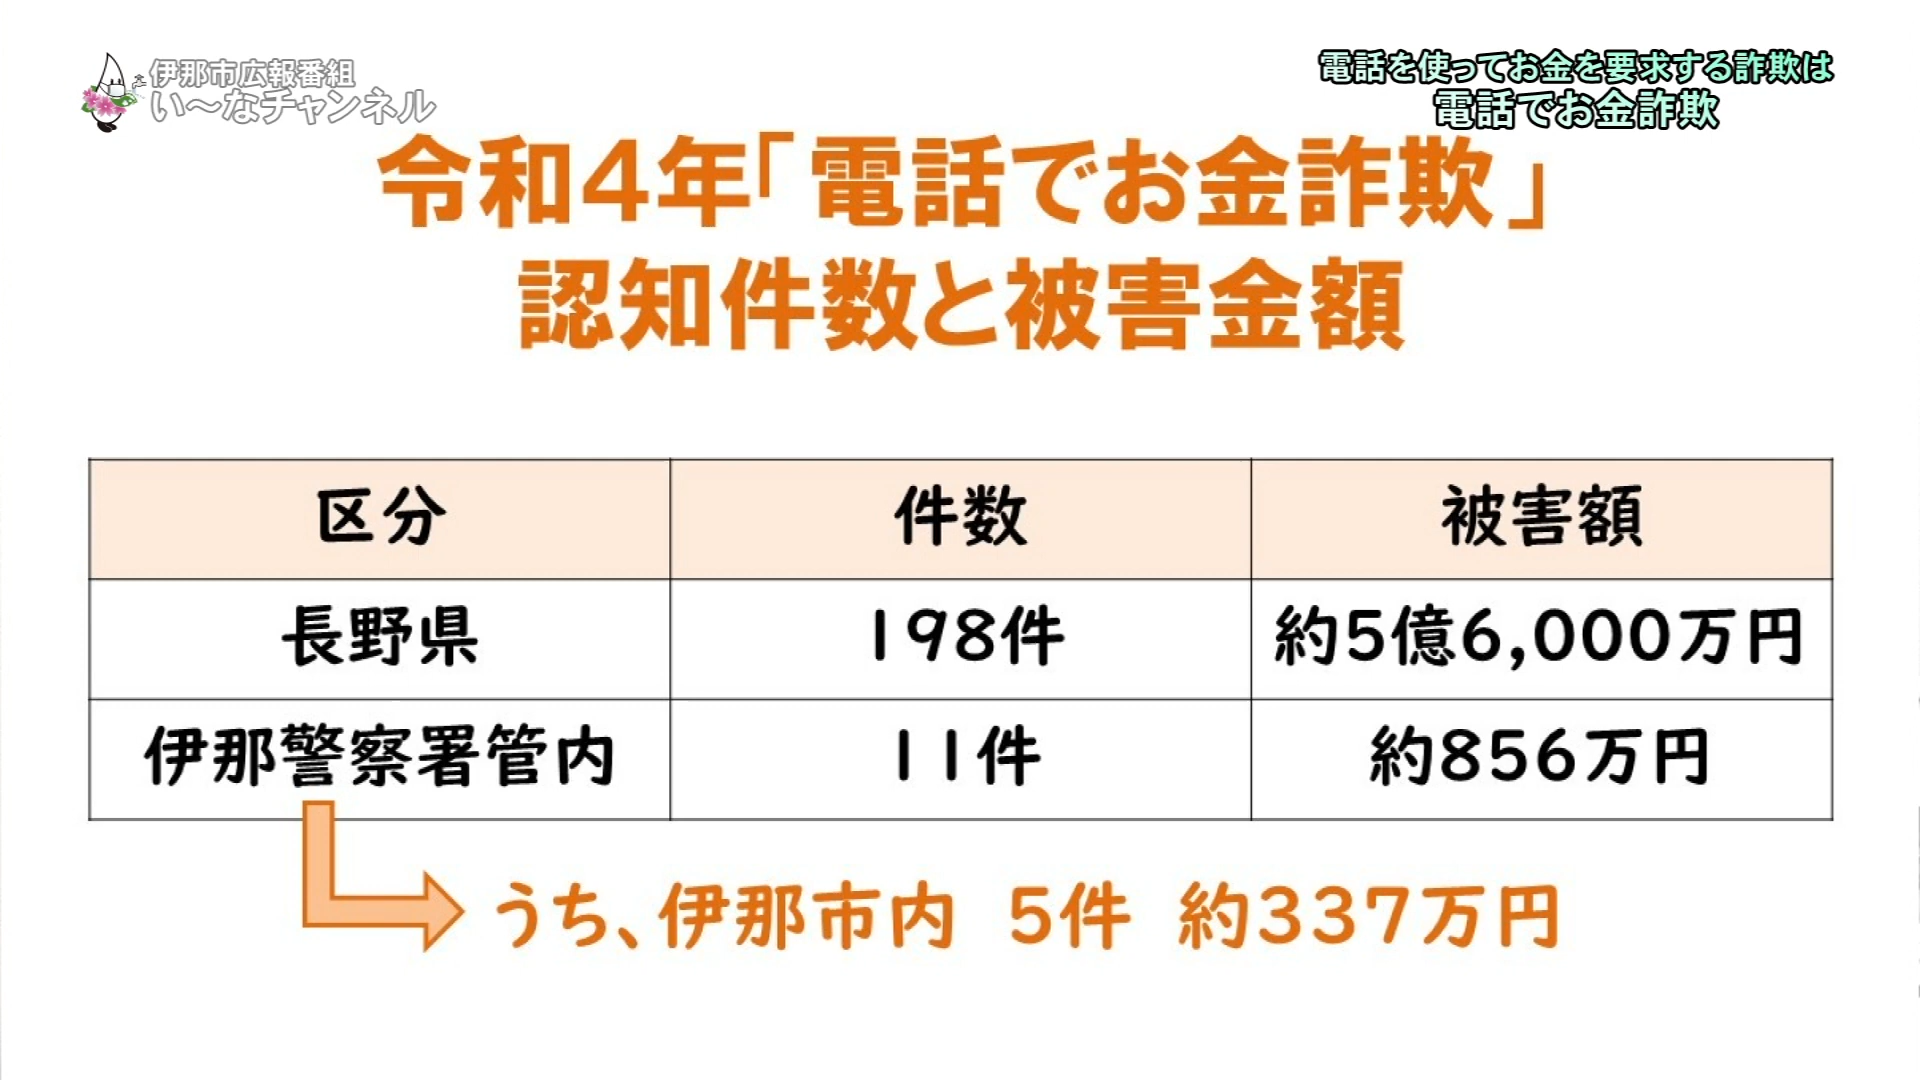 伊那市広報番組
い～なチャンネル
電話を使ってお金を要求する詐欺は
電話でお金詐欺
令和4年「電話でお金詐欺」
認知件数と被害金額
区分 件数 被害額
長野県 198件 約5億6,000万円
伊那警察署管内 11件 約856万円
うち、伊那市内 5件 約337万円